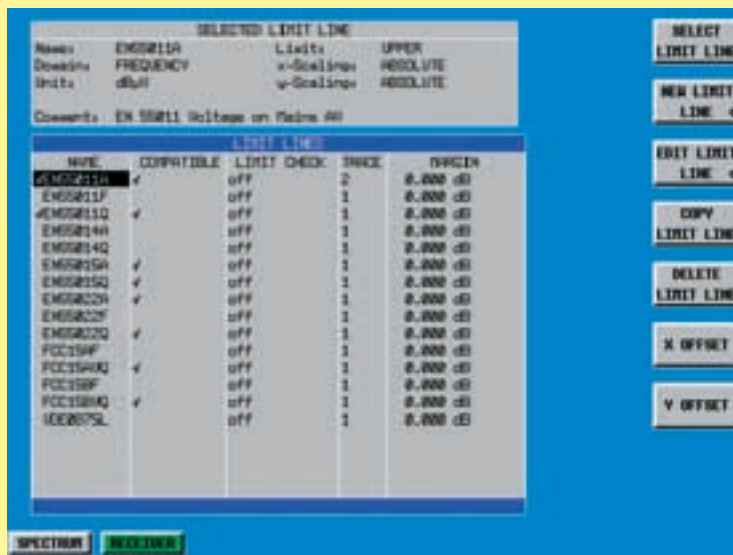 SELECTED LIMIT LINE
Name: EN55011A Limit: UPPER
Domain: FREQUENCY x-Scaling: ABSOLUTE
Unit: dBµV y-Scaling: ABSOLUTE
Comment: EN 55011 Voltage on Mains AV
LIMIT LINES
NAME COMPATIBLE LIMIT CHECK TRACE MARGIN
√EN55011A √ off 2 0.000 dB
EN55011F off 1 0.000 dB
√EN55011Q √ off 1 0.000 dB
EN55014A off 1 0.000 dB
EN55014Q off 1 0.000 dB
EN55015A √ off 1 0.000 dB
EN55015Q √ off 1 0.000 dB
EN55022A √ off 1 0.000 dB
EN55022F off 1 0.000 dB
EN55022Q √ off 1 0.000 dB
FCC15AF off 1 0.000 dB
FCC15AVQ √ off 1 0.000 dB
FCC15BF off 1 0.000 dB
FCC15BVQ √ off 1 0.000 dB
VDE0875L off 1 0.000 dB
SELECT
LIMIT LINE
NEW LIMIT
LINE
EDIT LIMIT
LINE
COPY
LIMIT LINE
DELETE
LIMIT LINE
X OFFSET
Y OFFSET
SPECTRUM RECEIVER